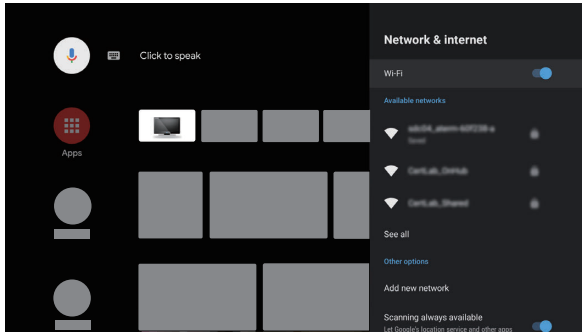 Click to speak
Apps
Network & internet
Wi-Fi
Available networks
Saved
See all
Other options
Add new network
Scanning always available
Let Google's location service and other apps